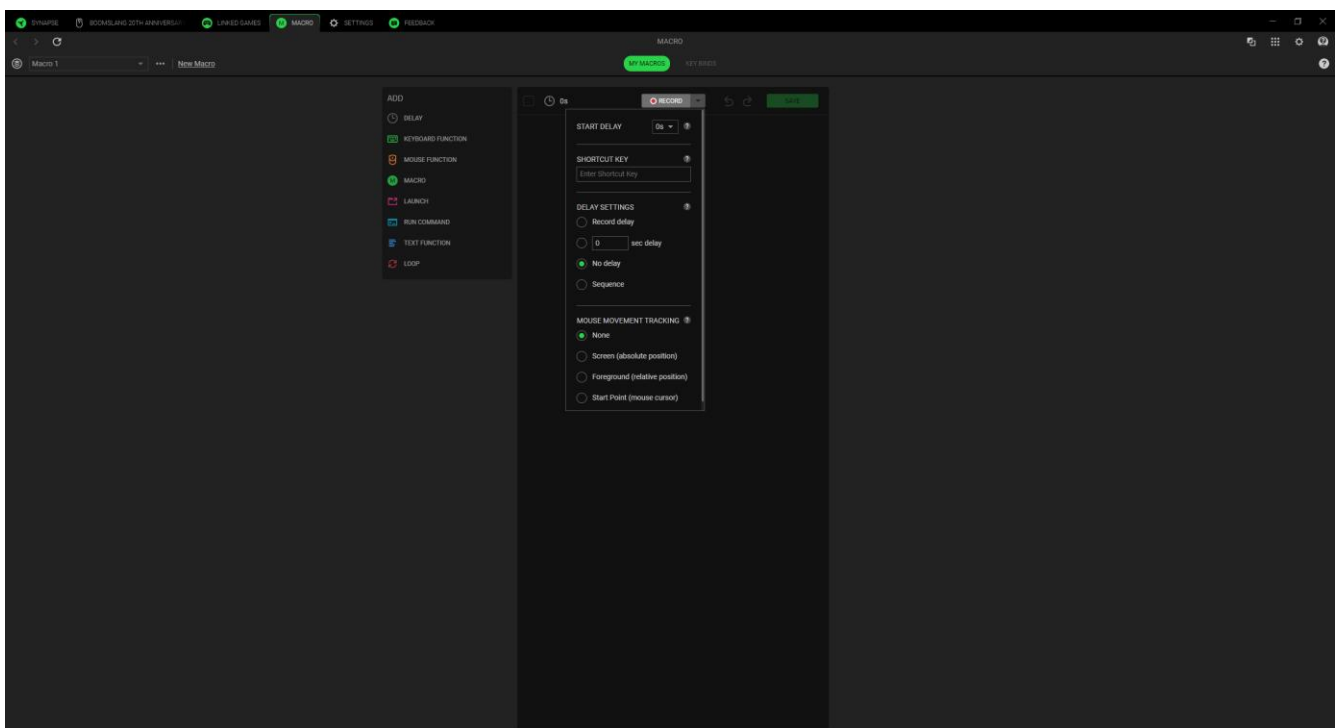 SYNAPSE BOOMSLANG 20TH ANNIVERSAR LINKED GAMES MACRO SETTINGS FEEDBACK
MACRO
Macro 1 New Macro MY MACROS KEY BINDS
ADD
DELAY
KEYBOARD FUNCTION
MOUSE FUNCTION
MACRO
LAUNCH
RUN COMMAND
TEXT FUNCTION
LOOP
0s RECORD SAVE
START DELAY 0s
SHORTCUT KEY
Enter Shortcut Key
DELAY SETTINGS
Record delay
0 sec delay
No delay
Sequence
MOUSE MOVEMENT TRACKING
None
Screen (absolute position)
Foreground (relative position)
Start Point (mouse cursor)